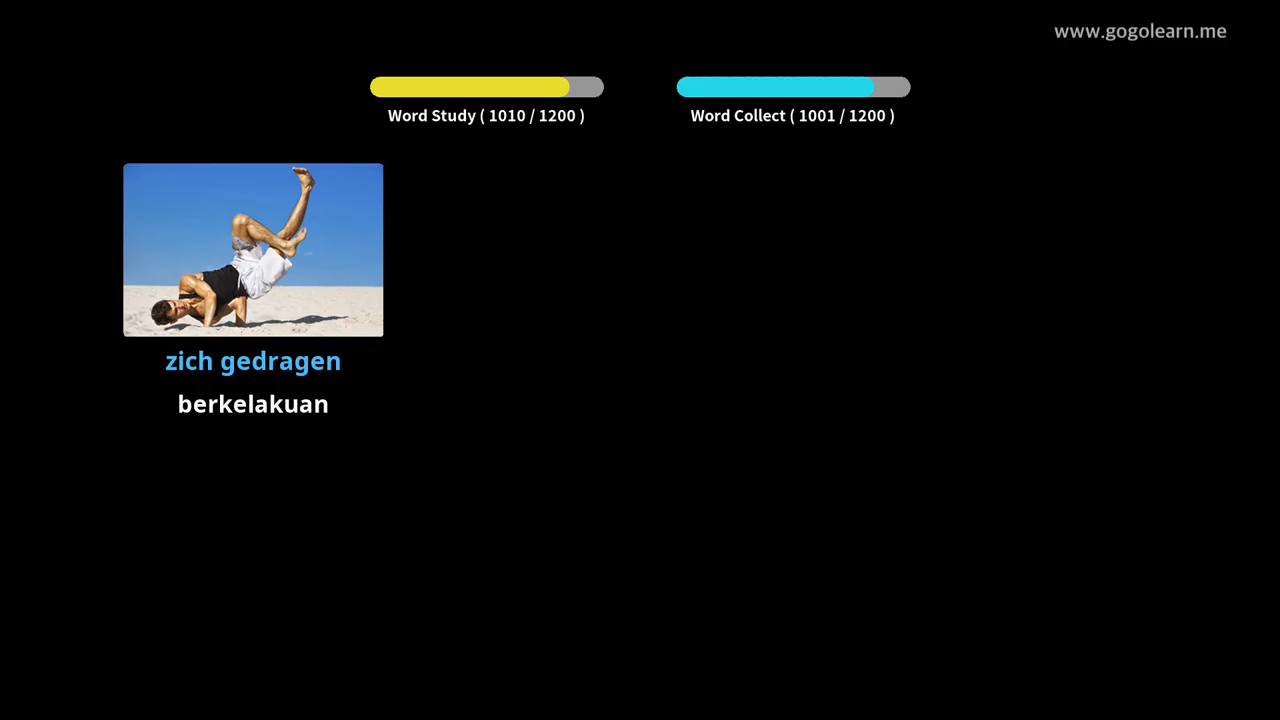 www.gogolearn.me
Word Study ( 1010 / 1200 )
Word Collect ( 1001 / 1200 )
zich gedragen
berkelakuan